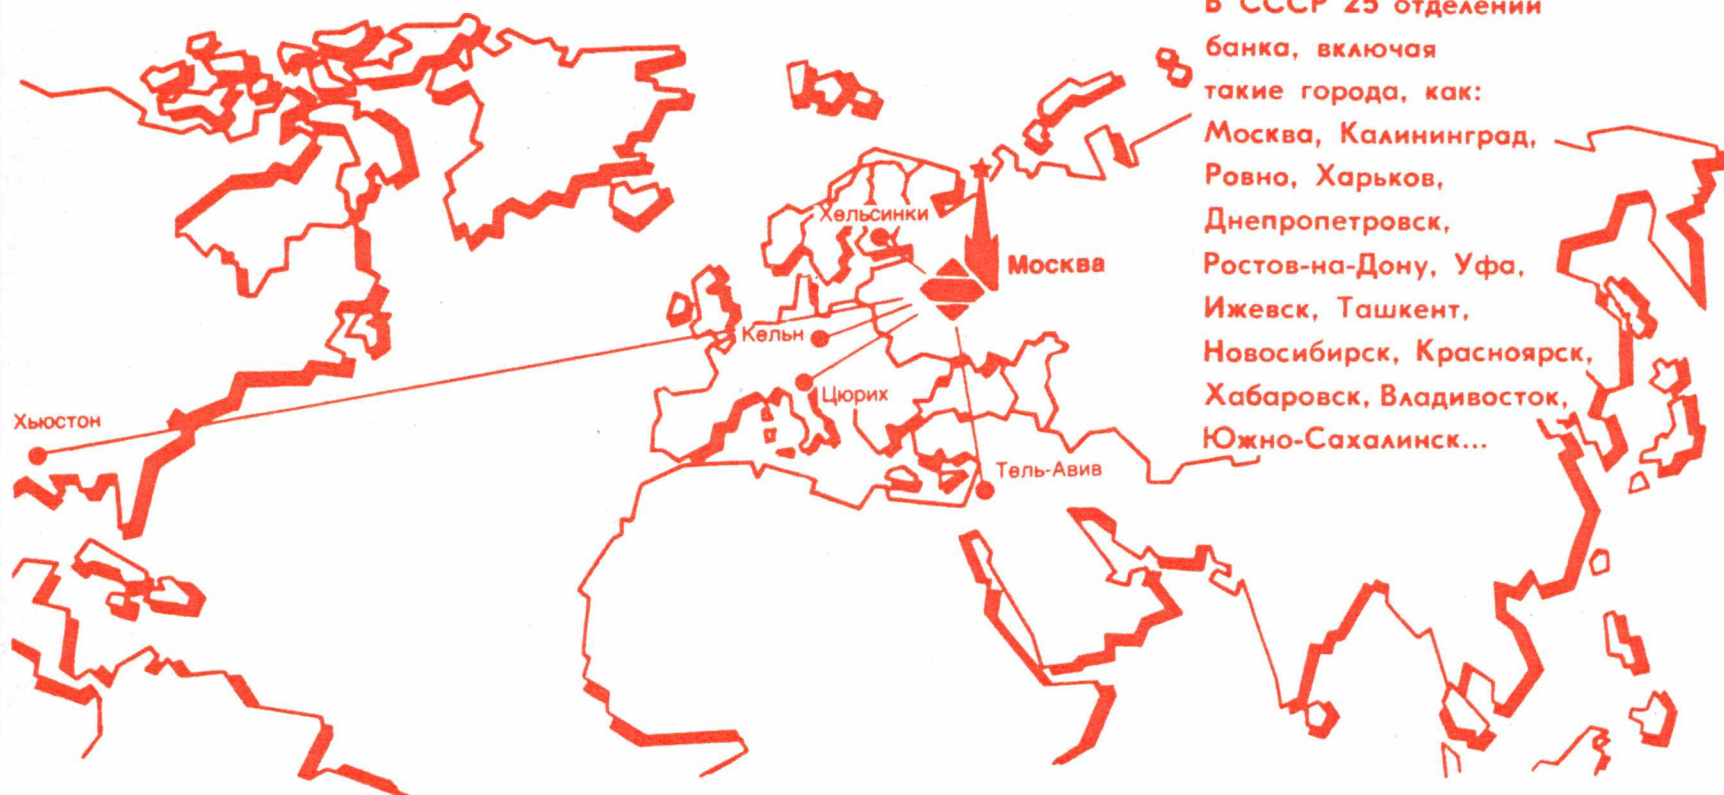 В СССР 25 отделений
банка, включая
такие города, как:
Москва, Калининград,
Ровно, Харьков,
Днепропетровск,
Ростов-на-Дону, Уфа,
Ижевск, Ташкент,
Новосибирск, Красноярск,
Хабаровск, Владивосток,
Южно-Сахалинск...
Хельсинки
Москва
Кельн
Цюрих
Хьюстон
Тель-Авив